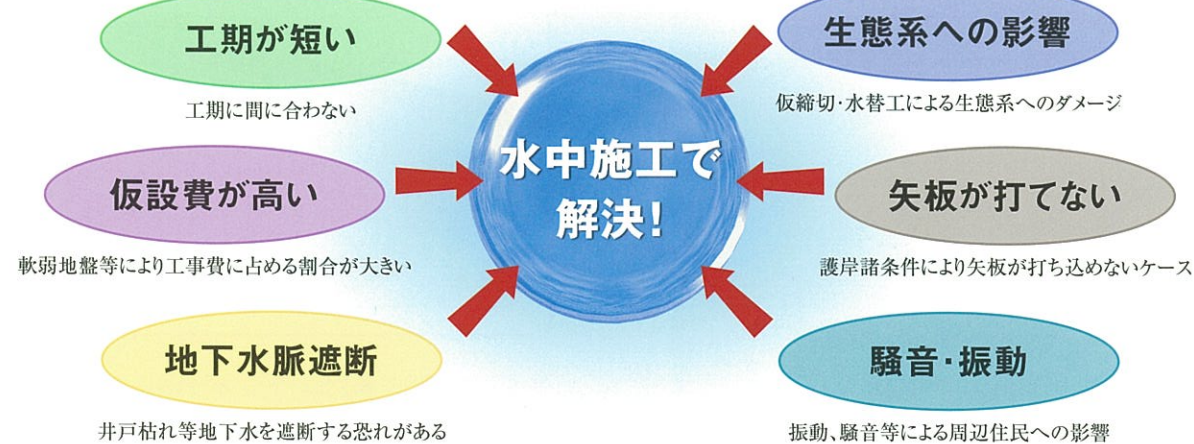 工期が短い
工期に間に合わない
仮設費が高い
軟弱地盤等により工事費に占める割合が大きい
地下水脈遮断
井戸枯れ等地下水を遮断する恐れがある
水中施工で
解決!
生態系への影響
仮締切・水替工による生態系へのダメージ
矢板が打てない
護岸諸条件により矢板が打ち込めないケース
騒音・振動
振動、騒音等による周辺住民への影響